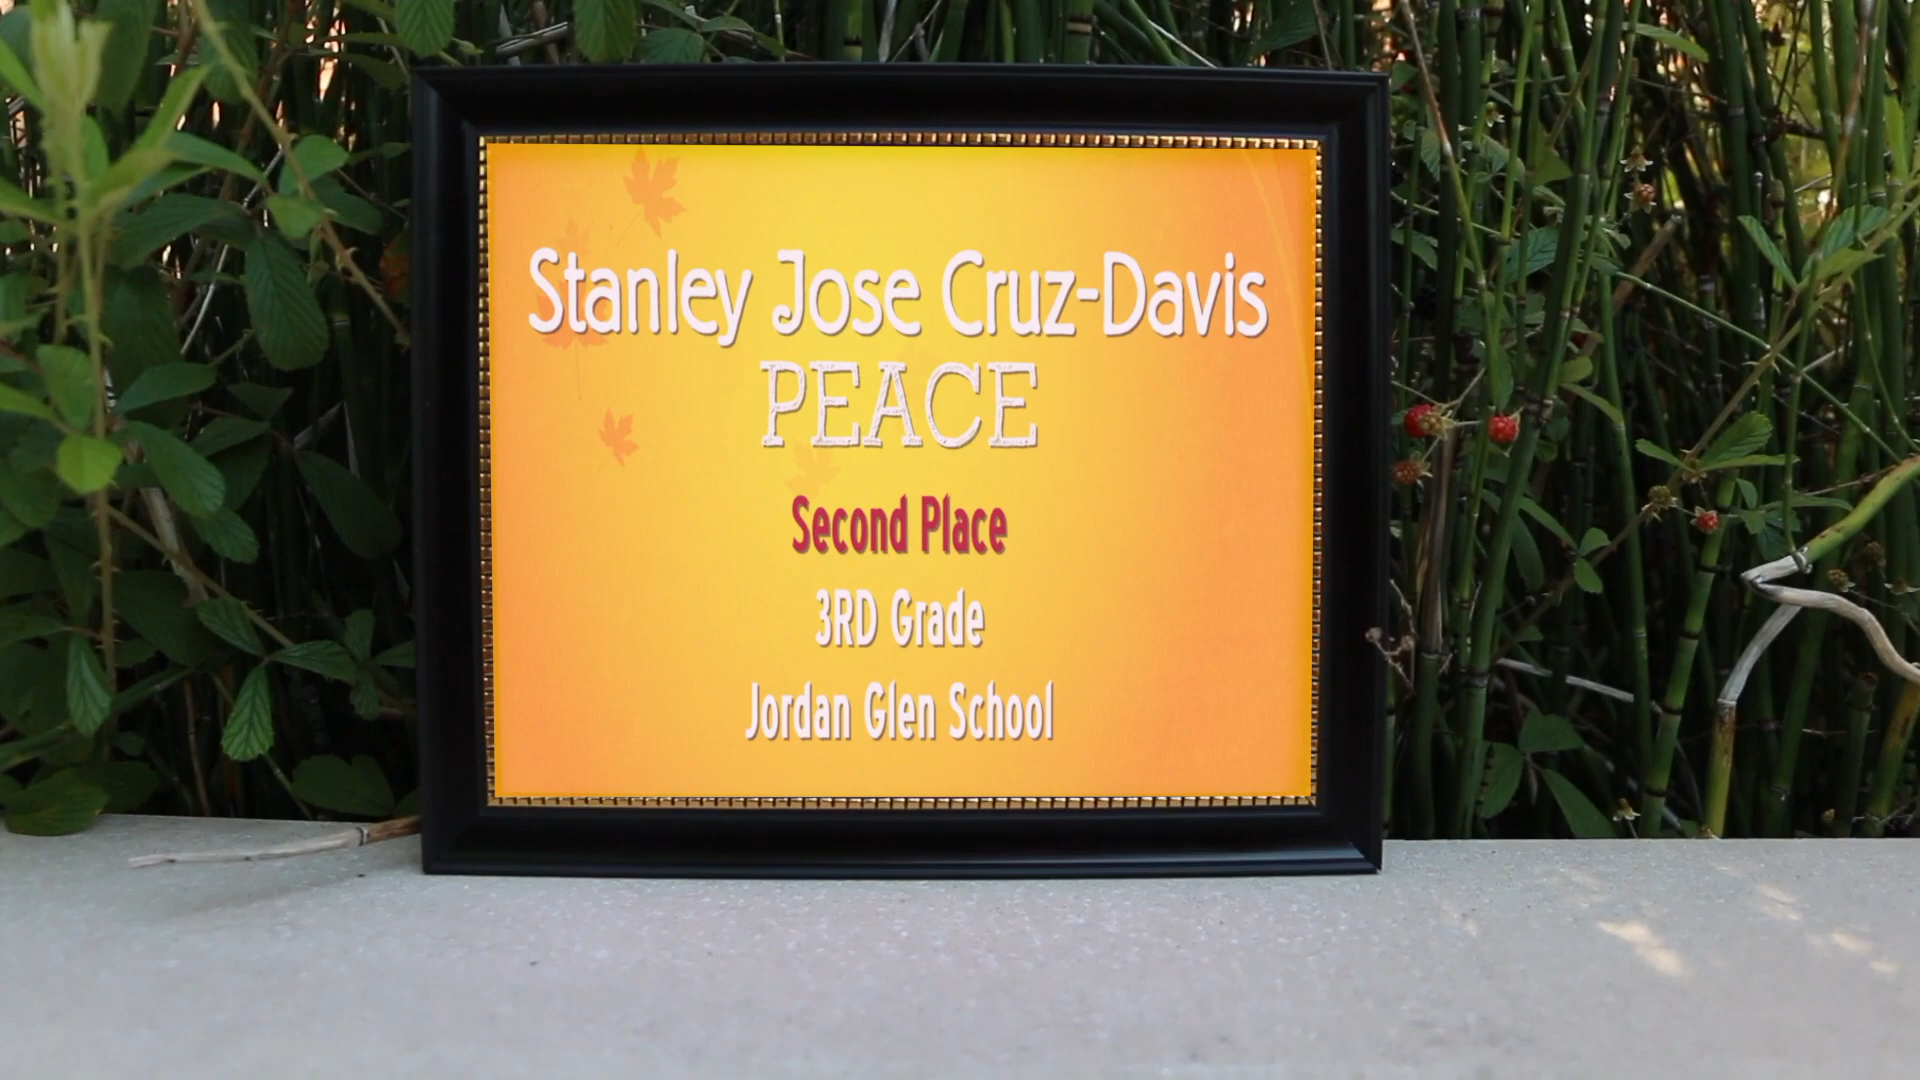 Stanley Jose Cruz-Davis
PEACE
Second Place
3RD Grade
Jordan Glen School